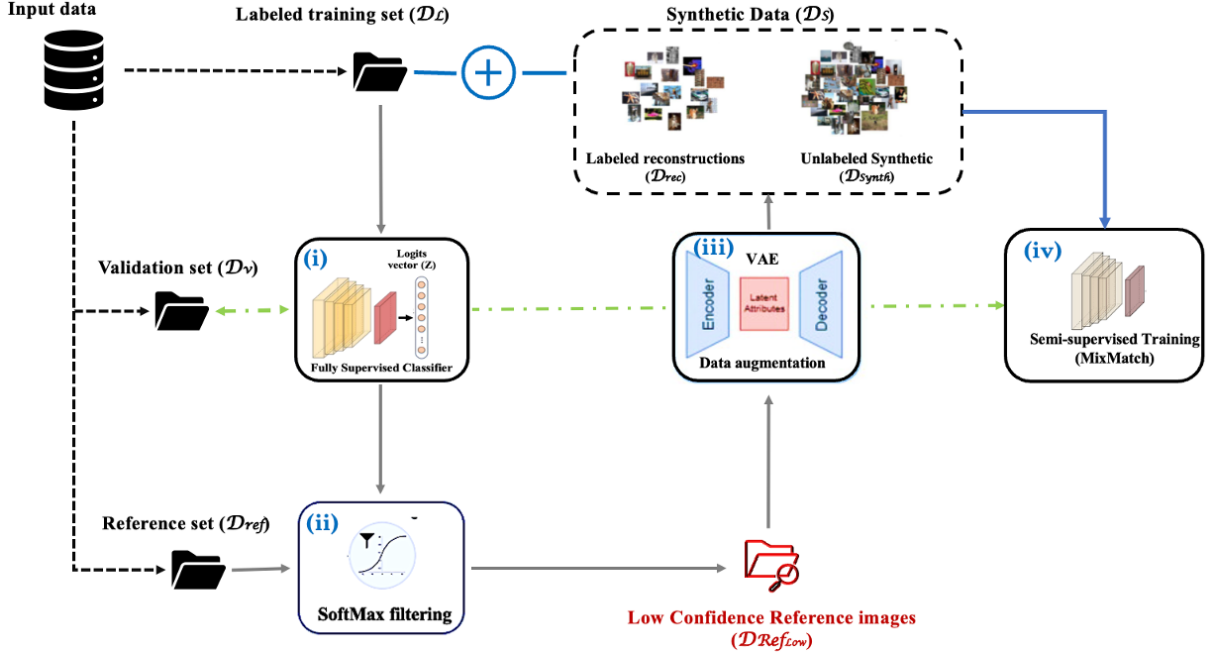 Input data
Labeled training set (𝒟ℒ)
Synthetic Data (𝒟S)
Labeled reconstructions
(𝒟rec)
Unlabeled Synthetic
(𝒟Synth)
Validation set (𝒟v)
(i)
Logits
vector (Z)
Fully Supervised Classifier
(iii)
VAE
Encoder
Latent
Attributes
Decoder
Data augmentation
(iv)
Semi-supervised Training
(MixMatch)
Reference set (𝒟ref)
(ii)
SoftMax filtering
Low Confidence Reference images
(𝒟RefLow)